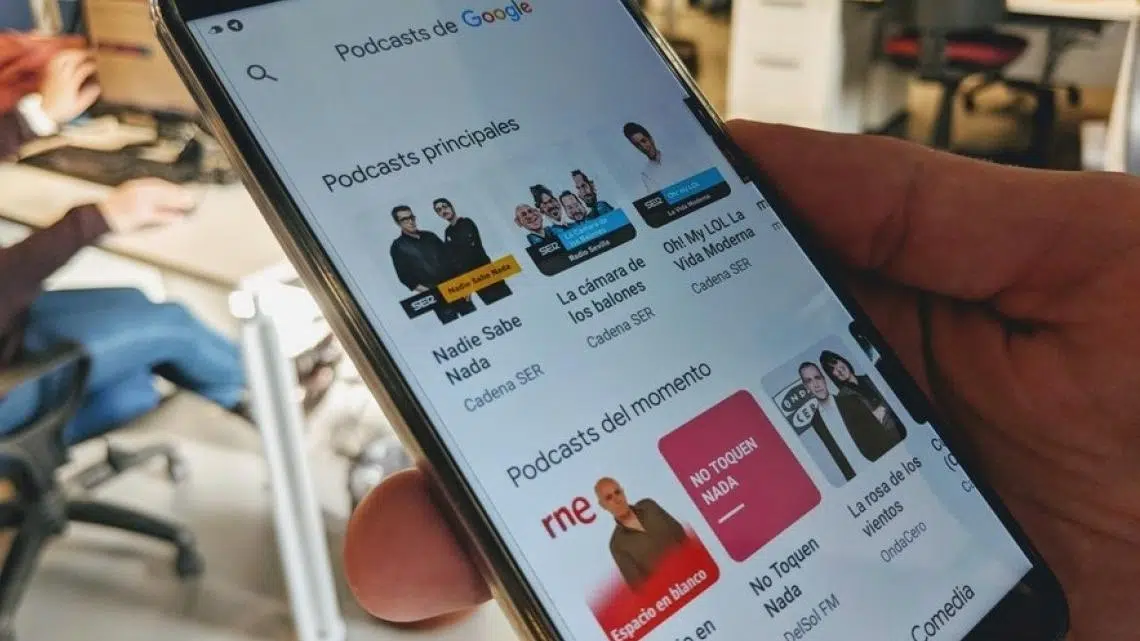 Podcasts de Google
Podcasts principales
SER
Nadie Sabe Nada
SER
La Cámara de
los Balones
Radio Sevilla
SER
Oh! My LOL
La Vida Moderna
Nadie Sabe
Nada
Cadena SER
La cámara de
los balones
Cadena SER
Oh! My LOL La
Vida Moderna
Cadena SER
m
m
Podcasts del momento
rne
Espacio en blanco
NO TOQUEN
NADA
ONDA
CER
No Toquen
Nada
DelSol FM
La rosa de los
vientos
OndaCero
C
(C
Ca
o en
Comedia